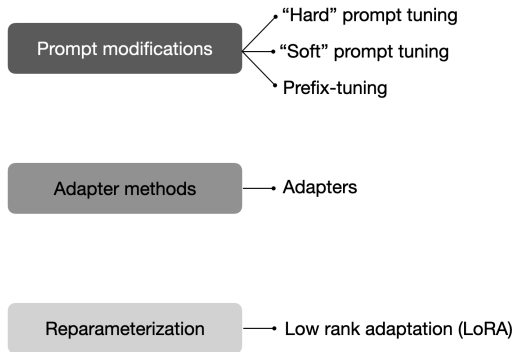 Prompt modifications
“Hard” prompt tuning
“Soft” prompt tuning
Prefix-tuning
Adapter methods
Adapters
Reparameterization
Low rank adaptation (LoRA)